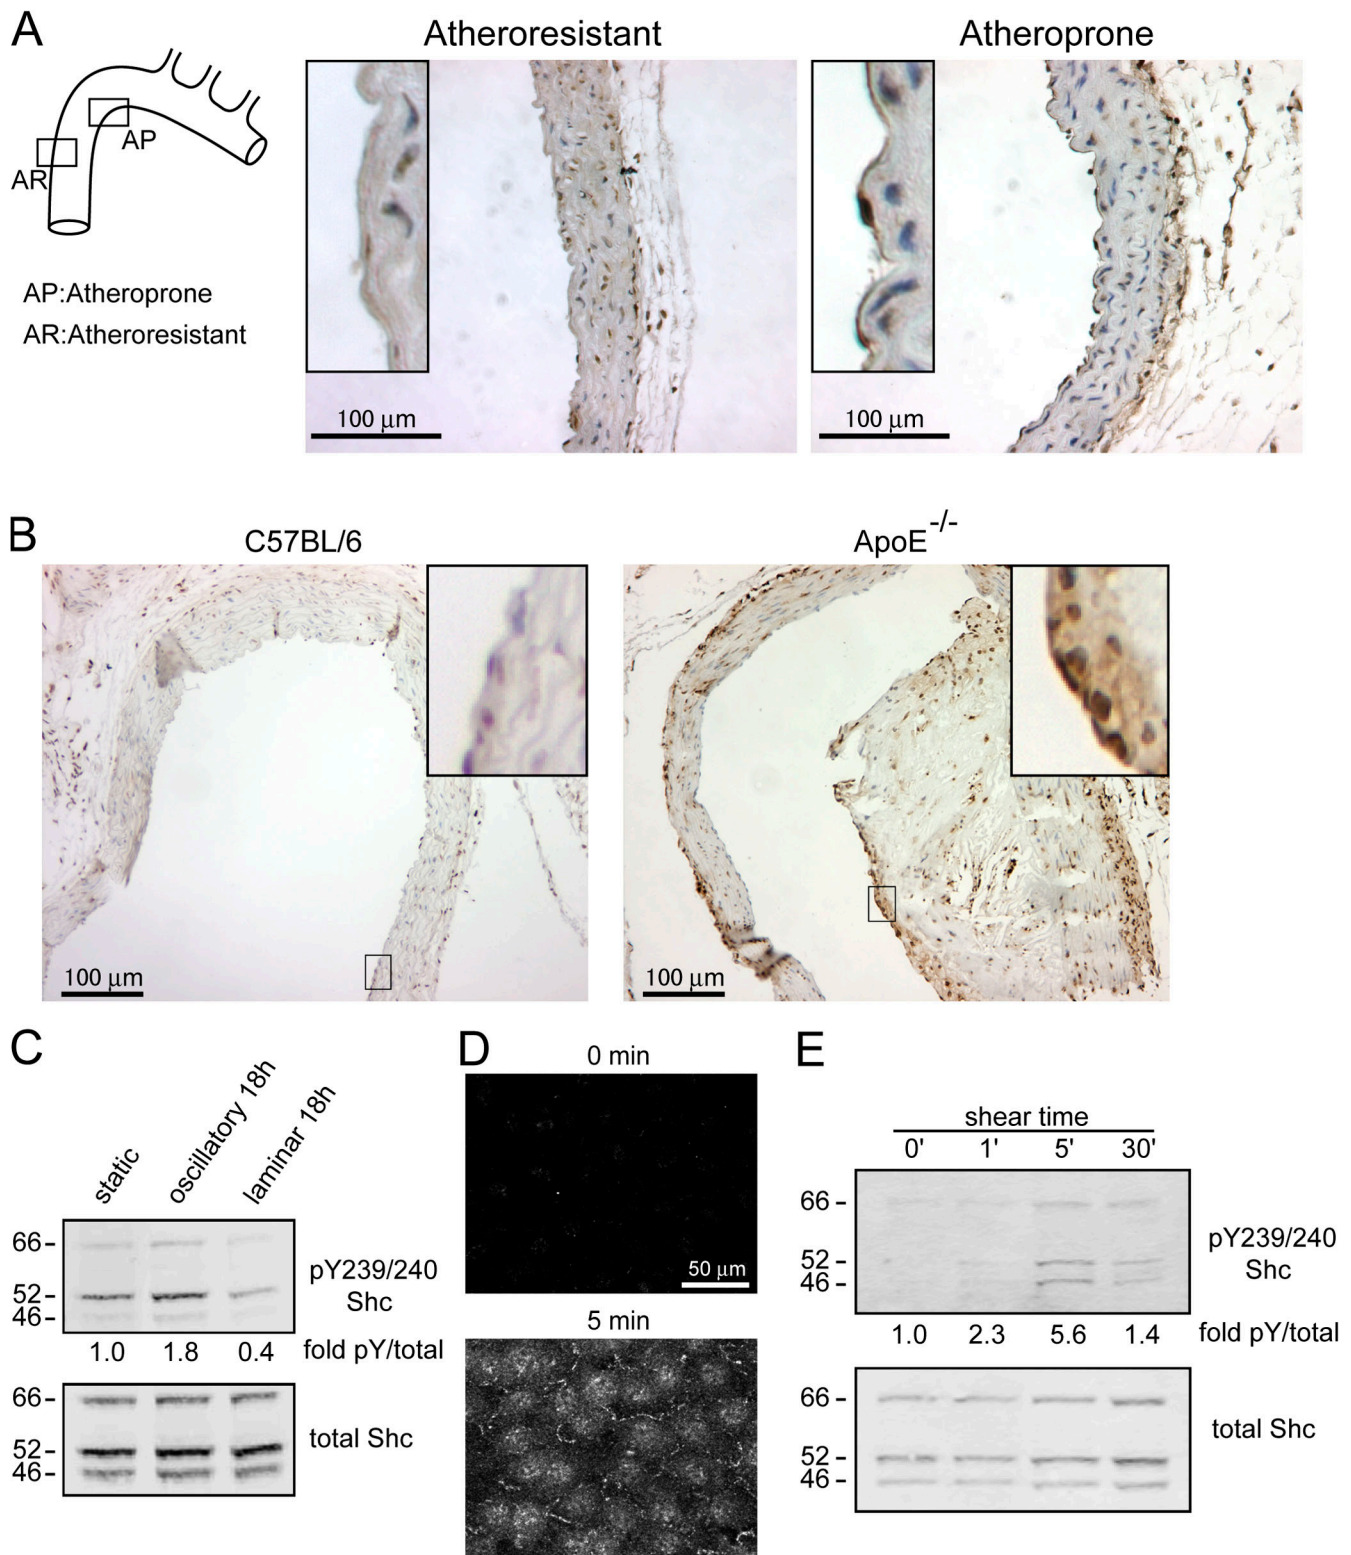 A
Atheroresistant
Atheroprone
AP
AR
AP:Atheroprone
AR:Atheroresistant
100 µm
100 µm
B
C57BL/6
ApoE-/-
100 µm
100 µm
C
static
oscillatory 18h
laminar 18h
66
52
46
pY239/240
Shc
1.0 1.8 0.4 fold pY/total
66
52
46
total Shc
D
0 min
50 µm
5 min
E
shear time
0' 1' 5' 30'
66
52
46
pY239/240
Shc
1.0 2.3 5.6 1.4 fold pY/total
66
52
46
total Shc